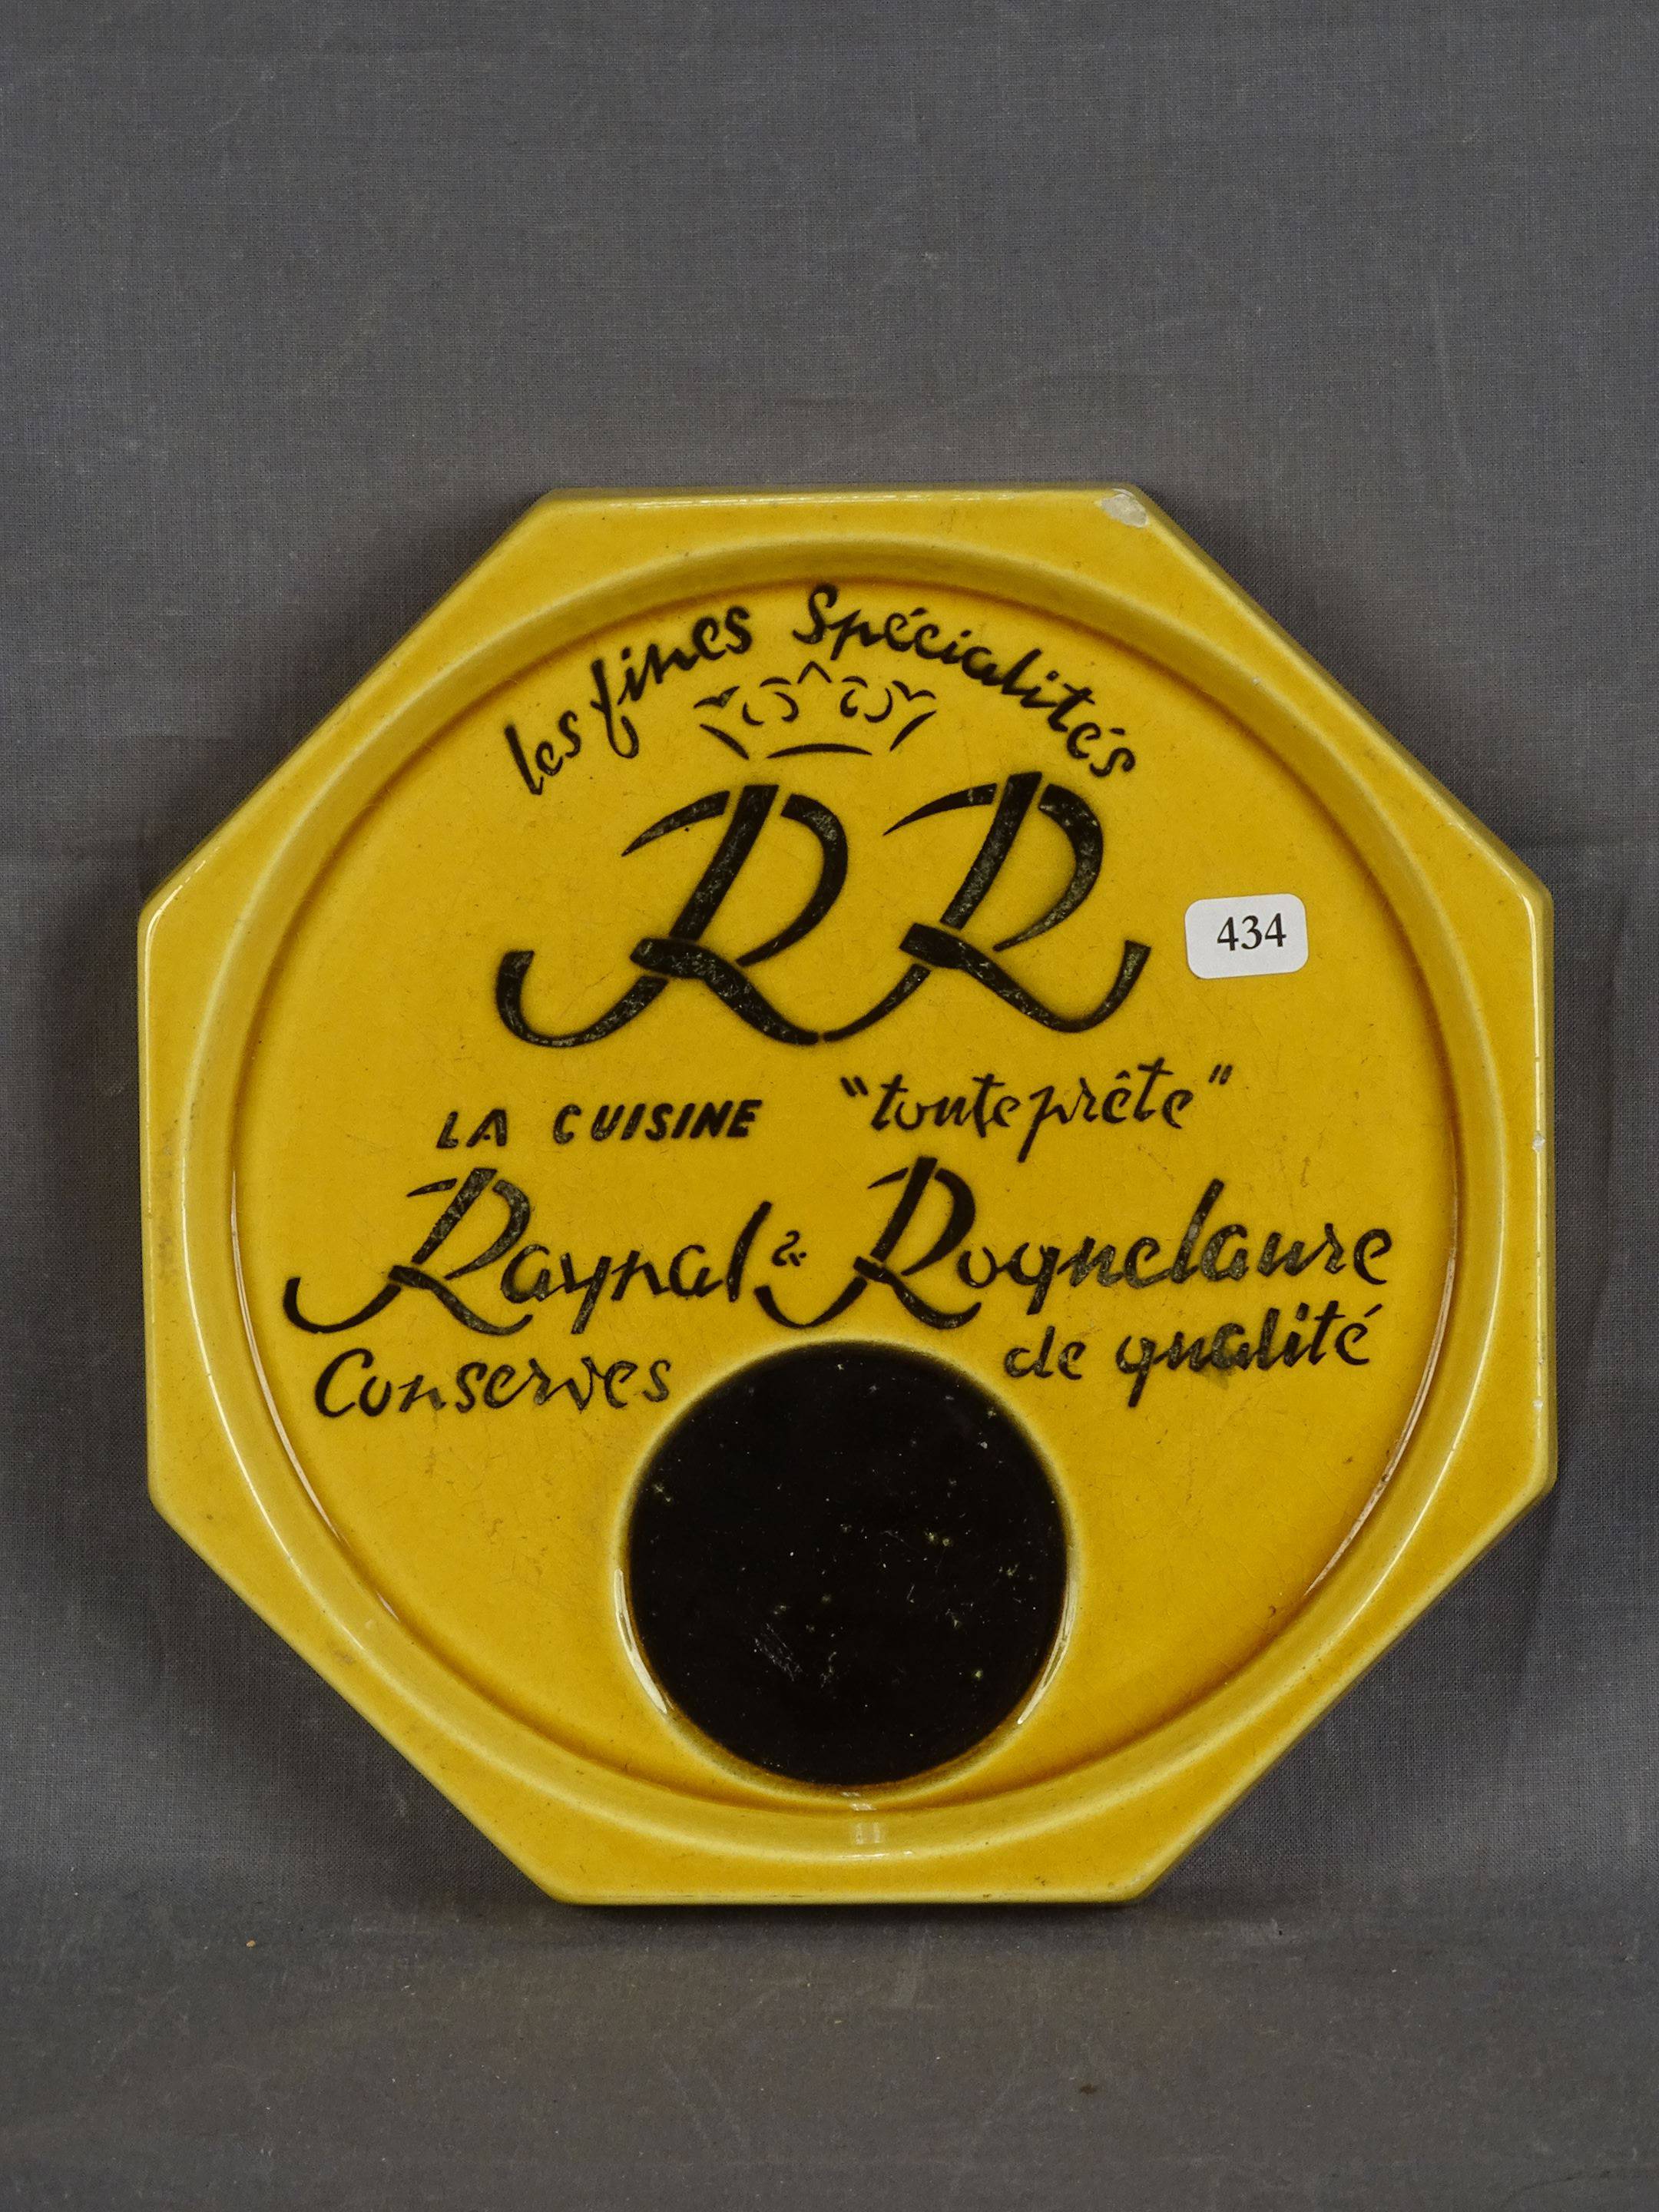 les fines Spécialités
RR
434
LA CUISINE "toute prête"
Raynal & Roquelaure
Conserves de qualité